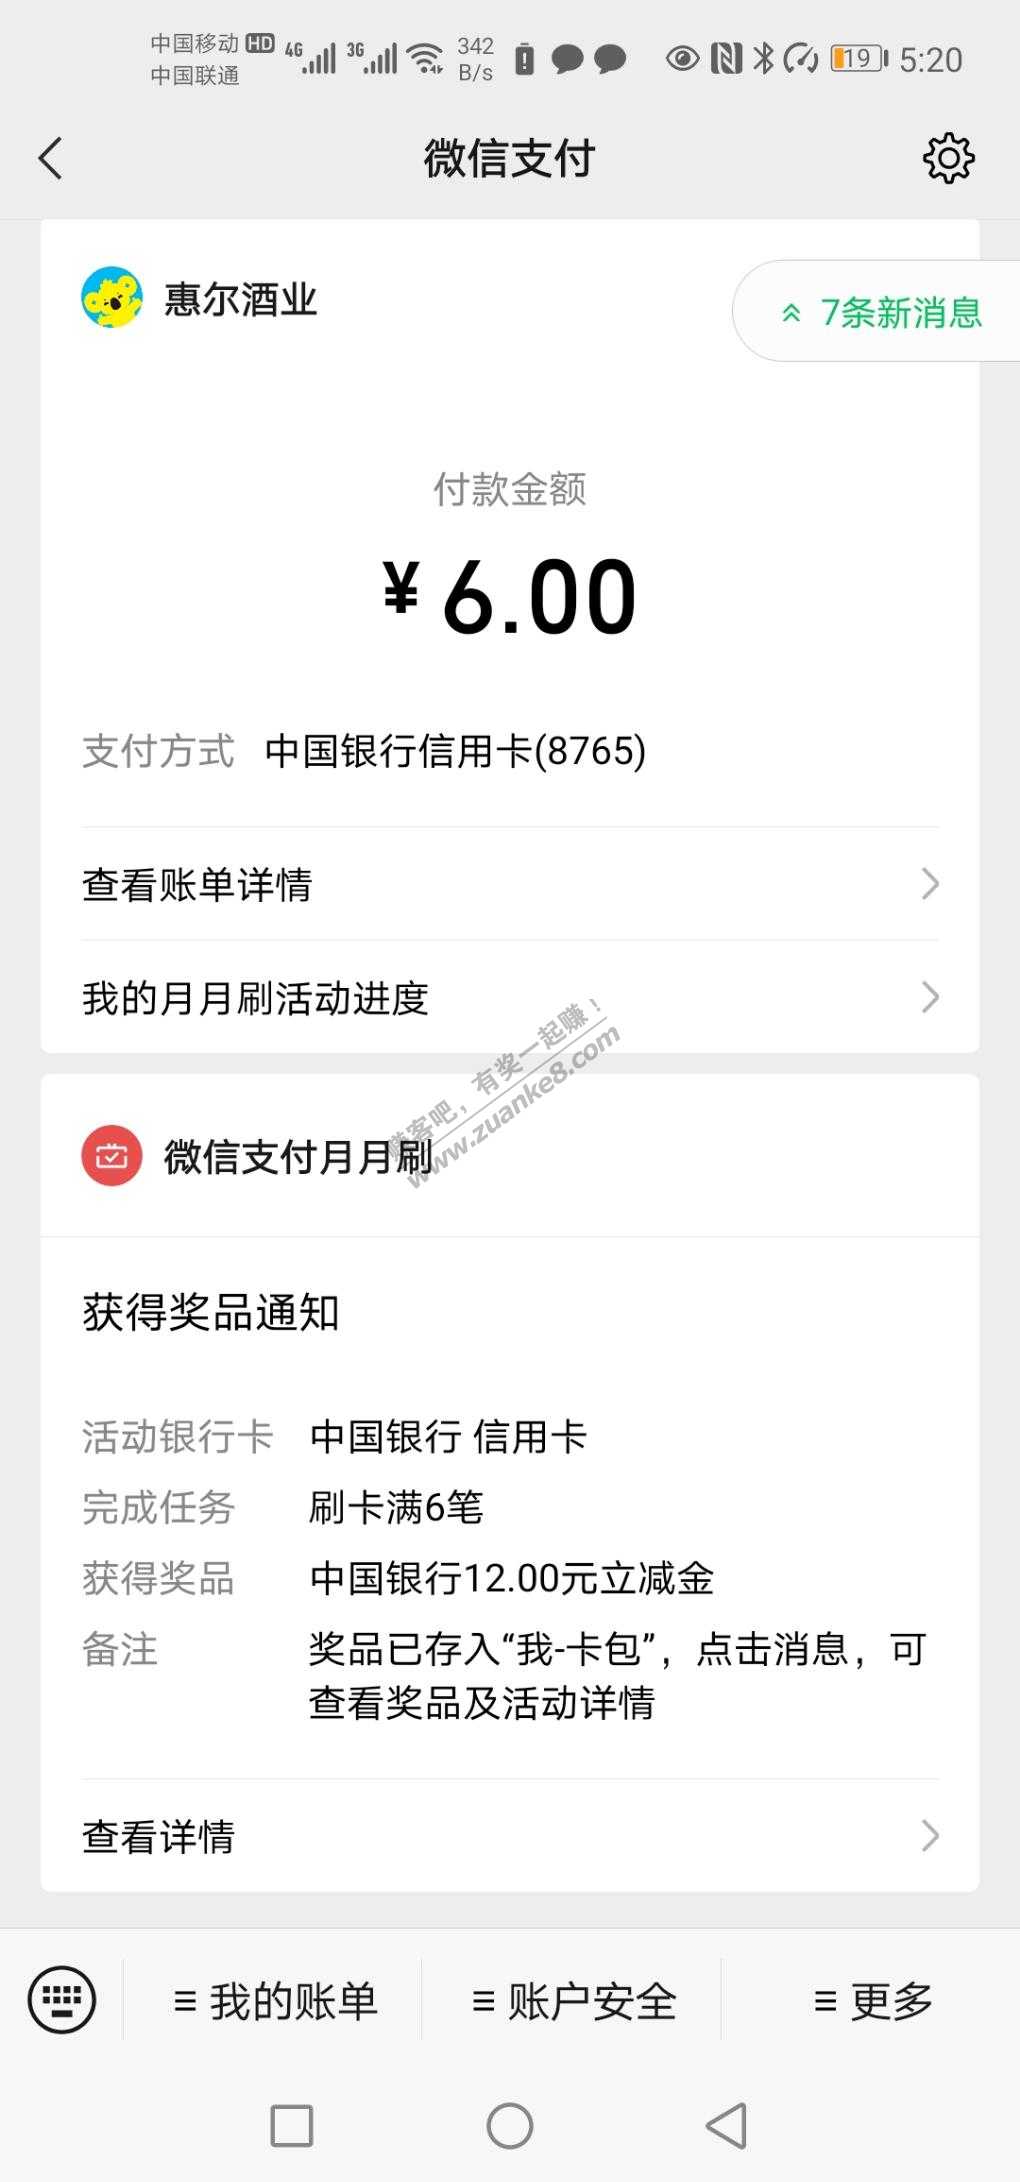 中国移动 HD 4G 3G 342 19 5:20
中国联通 B/s
微信支付
惠尔酒业
7条新消息
付款金额
¥6.00
支付方式 中国银行信用卡(8765)
查看账单详情
我的月月刷活动进度
赚客吧，有奖一起赚！
www.zuanke8.com
微信支付月月刷
获得奖品通知
活动银行卡 中国银行 信用卡
完成任务 刷卡满6笔
获得奖品 中国银行12.00元立减金
备注 奖品已存入“我-卡包”，点击消息，可
查看奖品及活动详情
查看详情
我的账单 账户安全 更多